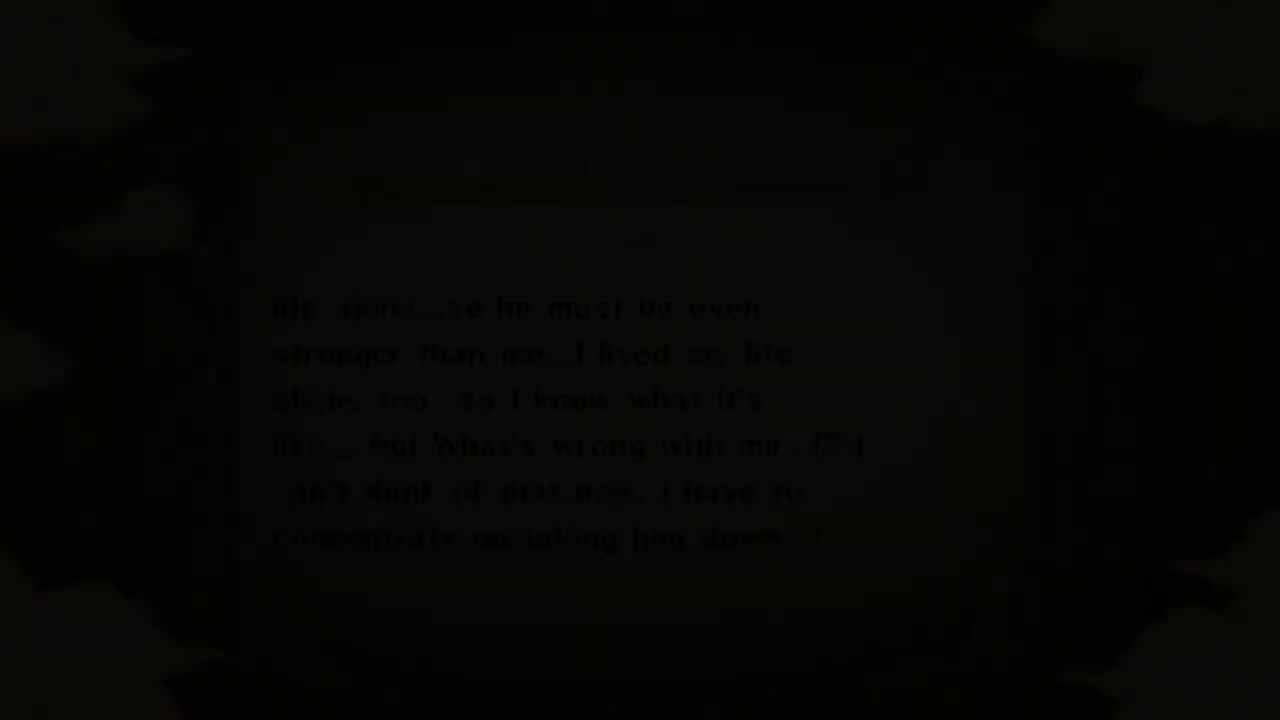 life alone...so he must be even
stronger than me...I lived my life
alone, too...so I know what it's
like... No! What's wrong with me...!? I
can't think of that now. I have to
concentrate on taking him down...!